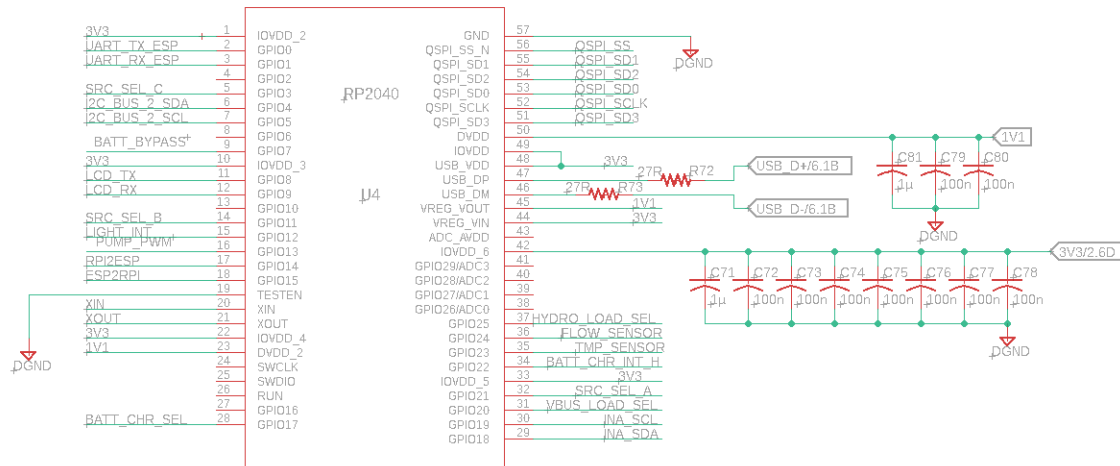 RP2040
U4
3V3 1 IOVDD_2
UART_TX_ESP 2 GPIO0
UART_RX_ESP 3 GPIO1
4 GPIO2
SRC_SEL_C 5 GPIO3
I2C_BUS_2_SDA 6 GPIO4
I2C_BUS_2_SCL 7 GPIO5
8 GPIO6
BATT_BYPASS 9 GPIO7
3V3 10 IOVDD_3
LCD_TX 11 GPIO8
LCD_RX 12 GPIO9
13 GPIO10
SRC_SEL_B 14 GPIO11
LIGHT_INT 15 GPIO12
PUMP_PWM 16 GPIO13
RPI2ESP 17 GPIO14
ESP2RPI 18 GPIO15
19 TESTEN
XIN 20 XIN
XOUT 21 XOUT
3V3 22 IOVDD_4
1V1 23 DVDD_2
24 SWCLK
25 SWDIO
26 RUN
27 GPIO16
BATT_CHR_SEL 28 GPIO17
DGND
GND 57
QSPI_SS_N 56 QSPI_SS
QSPI_SD1 55 QSPI_SD1
QSPI_SD2 54 QSPI_SD2
QSPI_SD0 53 QSPI_SD0
QSPI_SCLK 52 QSPI_SCLK
QSPI_SD3 51 QSPI_SD3
DVDD 50 1V1
IOVDD 49
USB_VDD 48 3V3
USB_DP 47 27R R72 USB_D+/6.1B
USB_DM 46 27R R73 USB_D-/6.1B
VREG_VOUT 45 1V1
VREG_VIN 44 3V3
ADC_AVDD 43
IOVDD_6 42 3V3/2.6D
GPIO29/ADC3 41
GPIO28/ADC2 40
GPIO27/ADC1 39
GPIO26/ADC0 38
GPIO25 37 HYDRO_LOAD_SEL
GPIO24 36 FLOW_SENSOR
GPIO23 35 TMP_SENSOR
GPIO22 34 BATT_CHR_INT_H
IOVDD_5 33 3V3
GPIO21 32 SRC_SEL_A
GPIO20 31 VBUS_LOAD_SEL
GPIO19 30 INA_SCL
GPIO18 29 INA_SDA
DGND
C81 C79 C80
1µ 100n 100n
DGND
C71 C72 C73 C74 C75 C76 C77 C78
1µ 100n 100n 100n 100n 100n 100n 100n
DGND